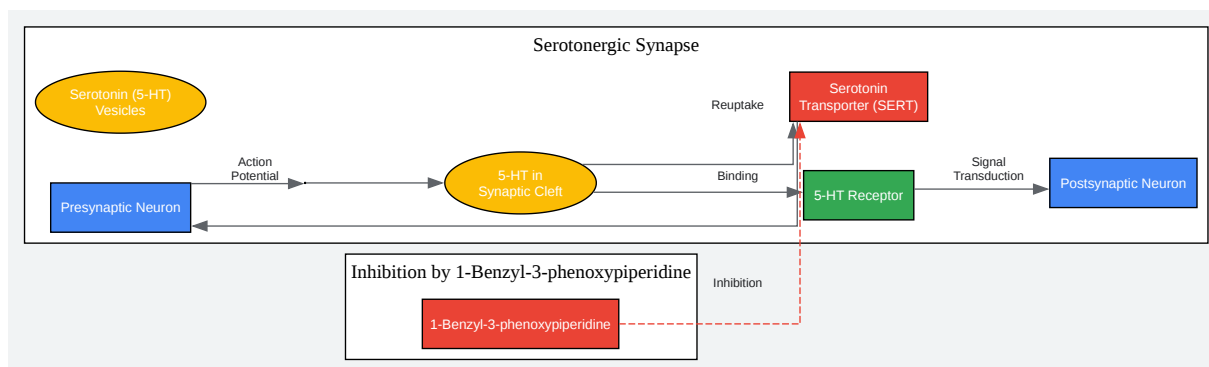 Serotonergic Synapse
Serotonin (5-HT)
Vesicles
Serotonin
Transporter (SERT)
Reuptake
Action
Potential
5-HT in
Synaptic Cleft
Binding
Signal
Transduction
Presynaptic Neuron
5-HT Receptor
Postsynaptic Neuron
Inhibition by 1-Benzyl-3-phenoxypiperidine
Inhibition
1-Benzyl-3-phenoxypiperidine